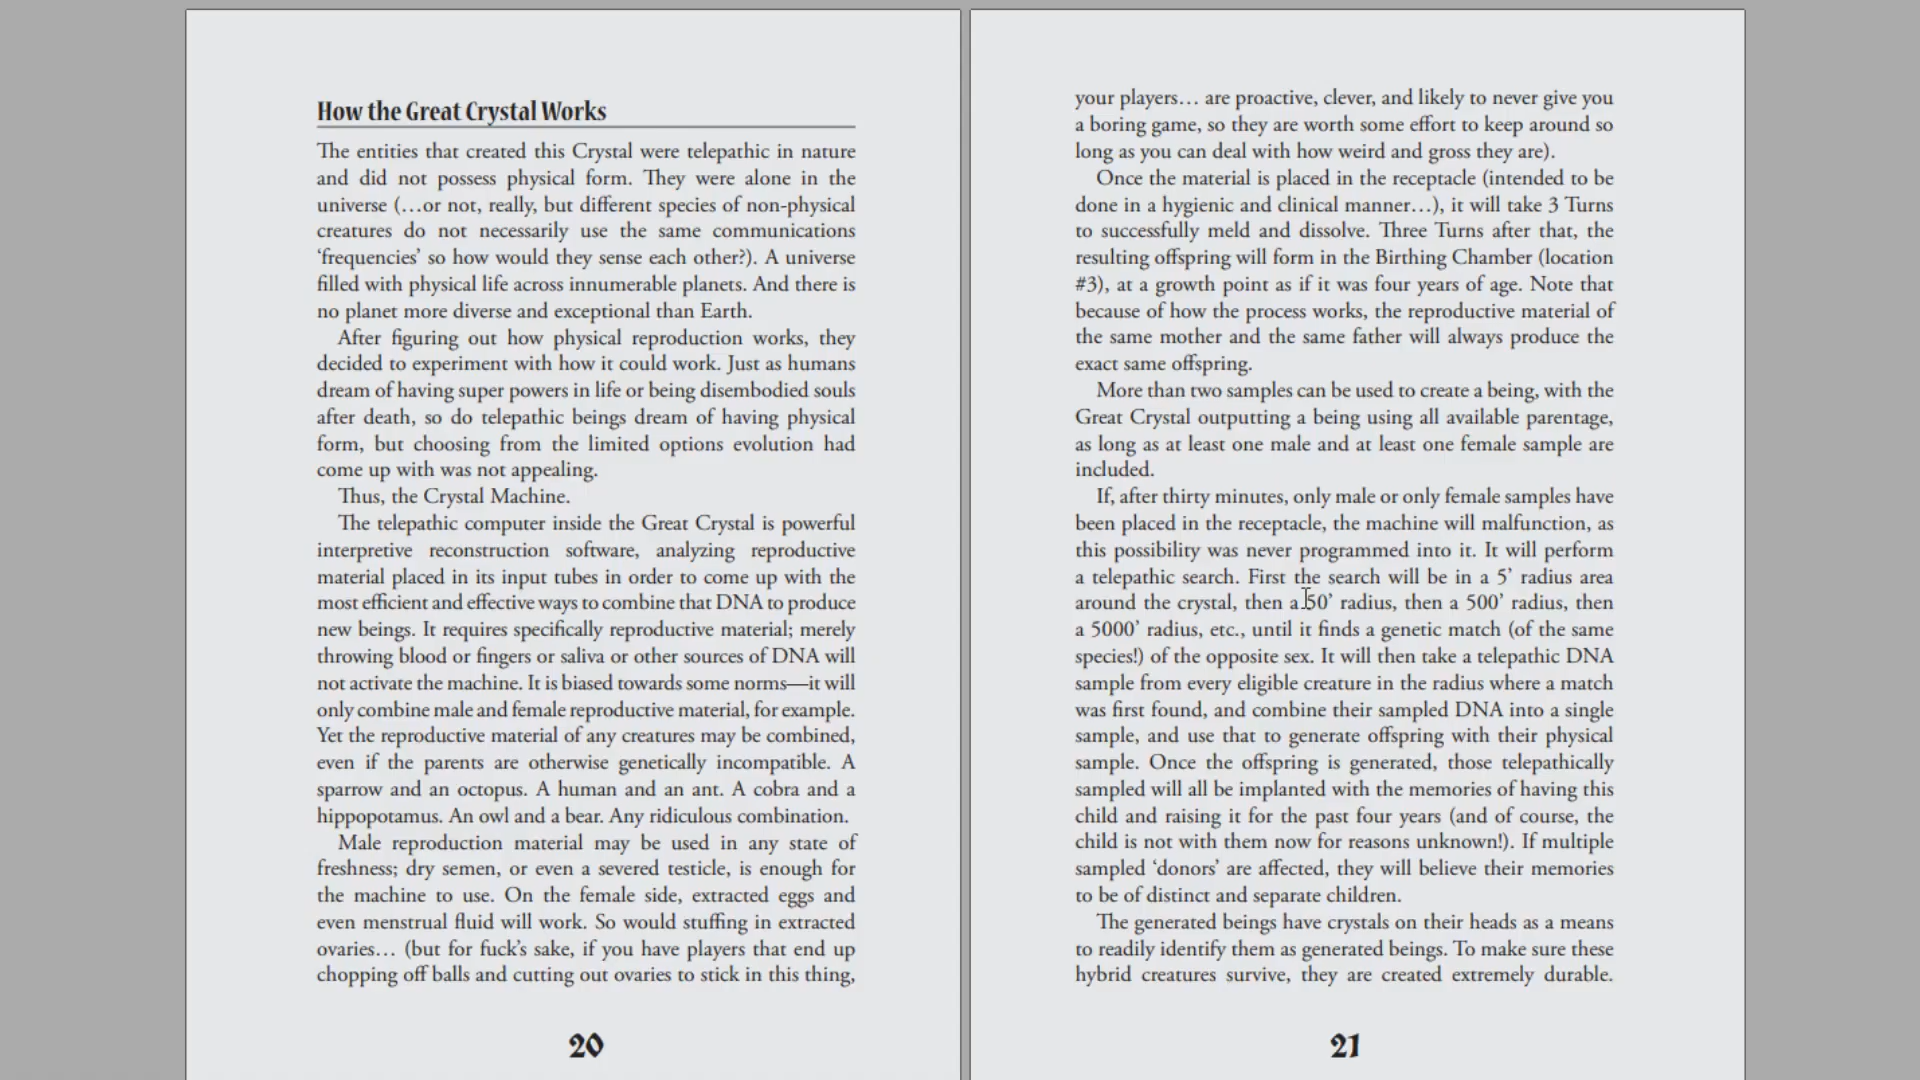 How the Great Crystal Works
The entities that created this Crystal were telepathic in nature
and did not possess physical form. They were alone in the
universe (…or not, really, but different species of non-physical
creatures do not necessarily use the same communications
‘frequencies’ so how would they sense each other?). A universe
filled with physical life across innumerable planets. And there is
no planet more diverse and exceptional than Earth.
After figuring out how physical reproduction works, they
decided to experiment with how it could work. Just as humans
dream of having super powers in life or being disembodied souls
after death, so do telepathic beings dream of having physical
form, but choosing from the limited options evolution had
come up with was not appealing.
Thus, the Crystal Machine.
The telepathic computer inside the Great Crystal is powerful
interpretive reconstruction software, analyzing reproductive
material placed in its input tubes in order to come up with the
most efficient and effective ways to combine that DNA to produce
new beings. It requires specifically reproductive material; merely
throwing blood or fingers or saliva or other sources of DNA will
not activate the machine. It is biased towards some norms—it will
only combine male and female reproductive material, for example.
Yet the reproductive material of any creatures may be combined,
even if the parents are otherwise genetically incompatible. A
sparrow and an octopus. A human and an ant. A cobra and a
hippopotamus. An owl and a bear. Any ridiculous combination.
Male reproduction material may be used in any state of
freshness; dry semen, or even a severed testicle, is enough for
the machine to use. On the female side, extracted eggs and
even menstrual fluid will work. So would stuffing in extracted
ovaries… (but for fuck’s sake, if you have players that end up
chopping off balls and cutting out ovaries to stick in this thing,
20
your players… are proactive, clever, and likely to never give you
a boring game, so they are worth some effort to keep around so
long as you can deal with how weird and gross they are).
Once the material is placed in the receptacle (intended to be
done in a hygienic and clinical manner…), it will take 3 Turns
to successfully meld and dissolve. Three Turns after that, the
resulting offspring will form in the Birthing Chamber (location
#3), at a growth point as if it was four years of age. Note that
because of how the process works, the reproductive material of
the same mother and the same father will always produce the
exact same offspring.
More than two samples can be used to create a being, with the
Great Crystal outputting a being using all available parentage,
as long as at least one male and at least one female sample are
included.
If, after thirty minutes, only male or only female samples have
been placed in the receptacle, the machine will malfunction, as
this possibility was never programmed into it. It will perform
a telepathic search. First the search will be in a 5’ radius area
around the crystal, then a 50’ radius, then a 500’ radius, then
a 5000’ radius, etc., until it finds a genetic match (of the same
species!) of the opposite sex. It will then take a telepathic DNA
sample from every eligible creature in the radius where a match
was first found, and combine their sampled DNA into a single
sample, and use that to generate offspring with their physical
sample. Once the offspring is generated, those telepathically
sampled will all be implanted with the memories of having this
child and raising it for the past four years (and of course, the
child is not with them now for reasons unknown!). If multiple
sampled ‘donors’ are affected, they will believe their memories
to be of distinct and separate children.
The generated beings have crystals on their heads as a means
to readily identify them as generated beings. To make sure these
hybrid creatures survive, they are created extremely durable.
21